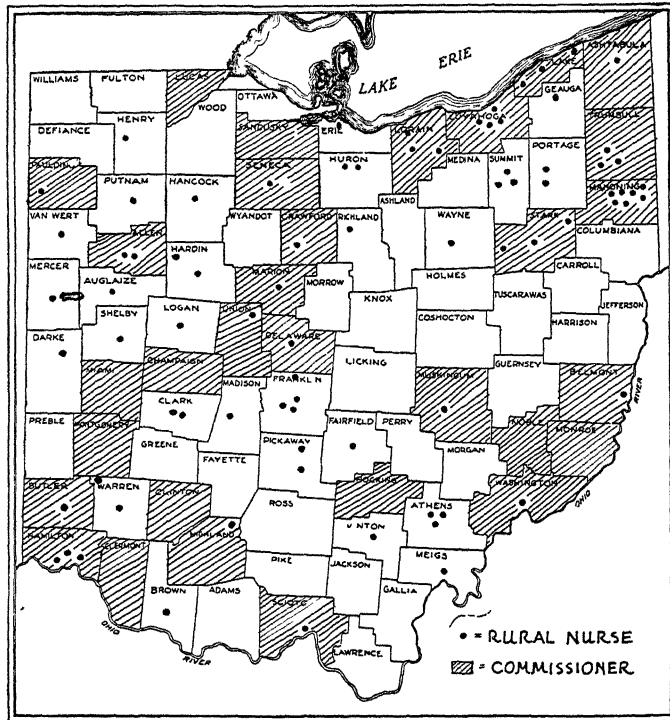 LAKE ERIE
WILLIAMS
FULTON
LUCAS
OTTAWA
LAKE
ASHTABULA
WOOD
GEAUGA
HENRY
DEFIANCE
SANDUSKY
ERIE
LORAIN
CUYAHOGA
TRUMBULL
HURON
MEDINA
SUMMIT
PORTAGE
PAULDING
SENECA
PUTNAM
HANCOCK
MAHONING
ASHLAND
VAN WERT
WYANDOT
CRAWFORD
RICHLAND
WAYNE
STARK
ALLEN
COLUMBIANA
HARDIN
MERCER
AUGLAIZE
MARION
MORROW
HOLMES
CARROLL
LOGAN
UNION
KNOX
TUSCARAWAS
JEFFERSON
SHELBY
COSHOCTON
HARRISON
DARKE
DELAWARE
CHAMPAIGN
LICKING
GUERNSEY
MIAMI
MADISON
FRANKLIN
MUSKINGUM
BELMONT
RIVER
CLARK
PREBLE
MONTGOMERY
PICKAWAY
FAIRFIELD
PERRY
NOBLE
MONROE
GREENE
FAYETTE
MORGAN
BUTLER
WARREN
CLINTON
ROSS
HOCKING
ATHENS
WASHINGTON
OHIO
HAMILTON
CLERMONT
HIGHLAND
VINTON
MEIGS
PIKE
JACKSON
BROWN
ADAMS
GALLIA
SCIOTO
OHIO
RIVER
LAWRENCE
• = RURAL NURSE
= COMMISSIONER